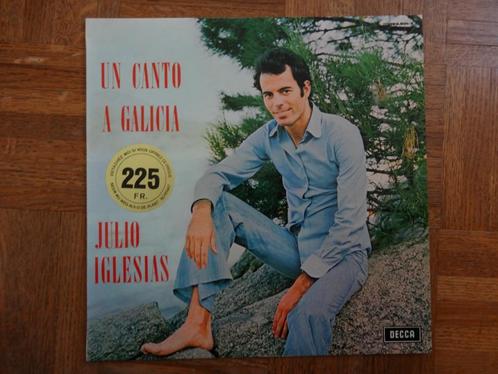 UN CANTO
A GALICIA
225
FR.
JULIO
IGLESIAS
DECCA